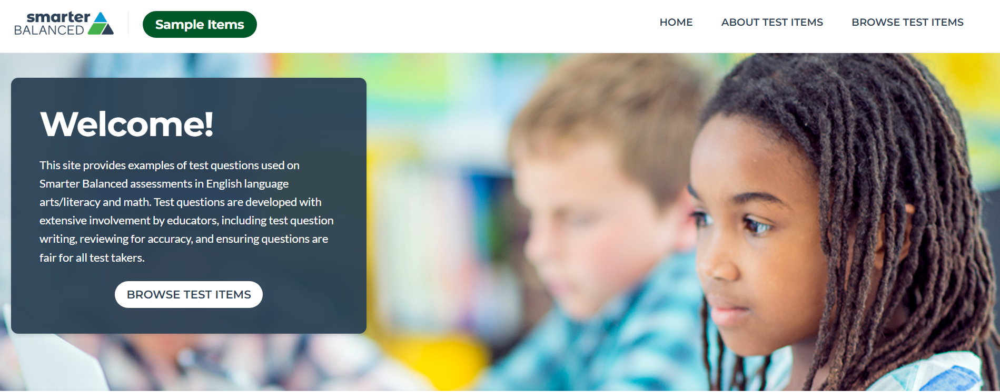 smarter
BALANCED
Sample Items
HOME
ABOUT TEST ITEMS
BROWSE TEST ITEMS
Welcome!
This site provides examples of test questions used on
Smarter Balanced assessments in English language
arts/literacy and math. Test questions are developed with
extensive involvement by educators, including test question
writing, reviewing for accuracy, and ensuring questions are
fair for all test takers.
BROWSE TEST ITEMS